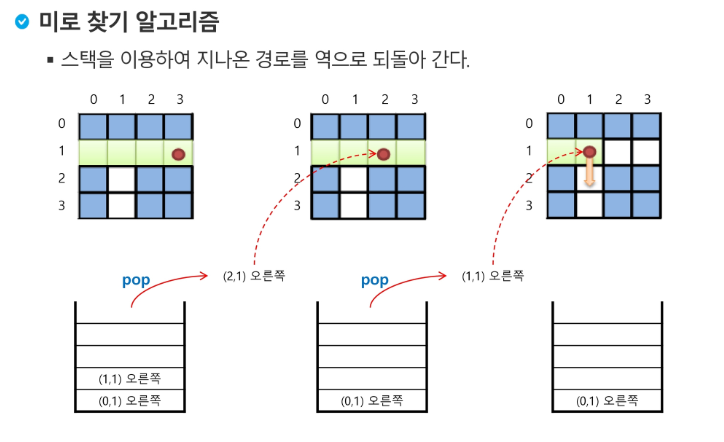 미로 찾기 알고리즘
스택을 이용하여 지나온 경로를 역으로 되돌아 간다.
0 1 2 3
0
1
2
3
0 1 2 3
0
1
2
3
0 1 2 3
0
1
2
3
pop
(2,1) 오른쪽
pop
(1,1) 오른쪽
(1,1) 오른쪽
(0,1) 오른쪽
(0,1) 오른쪽
(0,1) 오른쪽